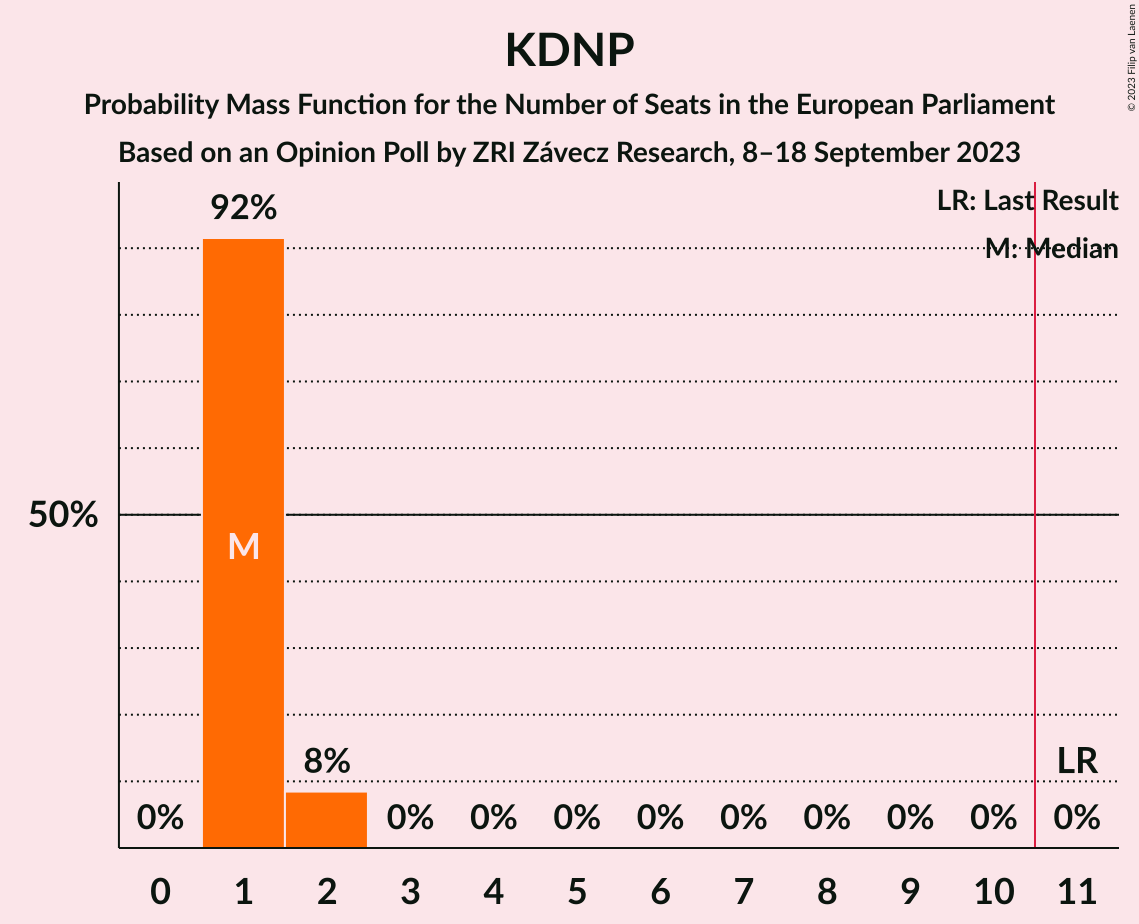 KDNP
Probability Mass Function for the Number of Seats in the European Parliament
Based on an Opinion Poll by ZRI Závecz Research, 8–18 September 2023
© 2023 Filip van Laenen
LR: Last Result
M: Median
92%
50%
M
8%
LR
0%
0%
0%
0%
0%
0%
0%
0%
0%
0%
0 1 2 3 4 5 6 7 8 9 10 11